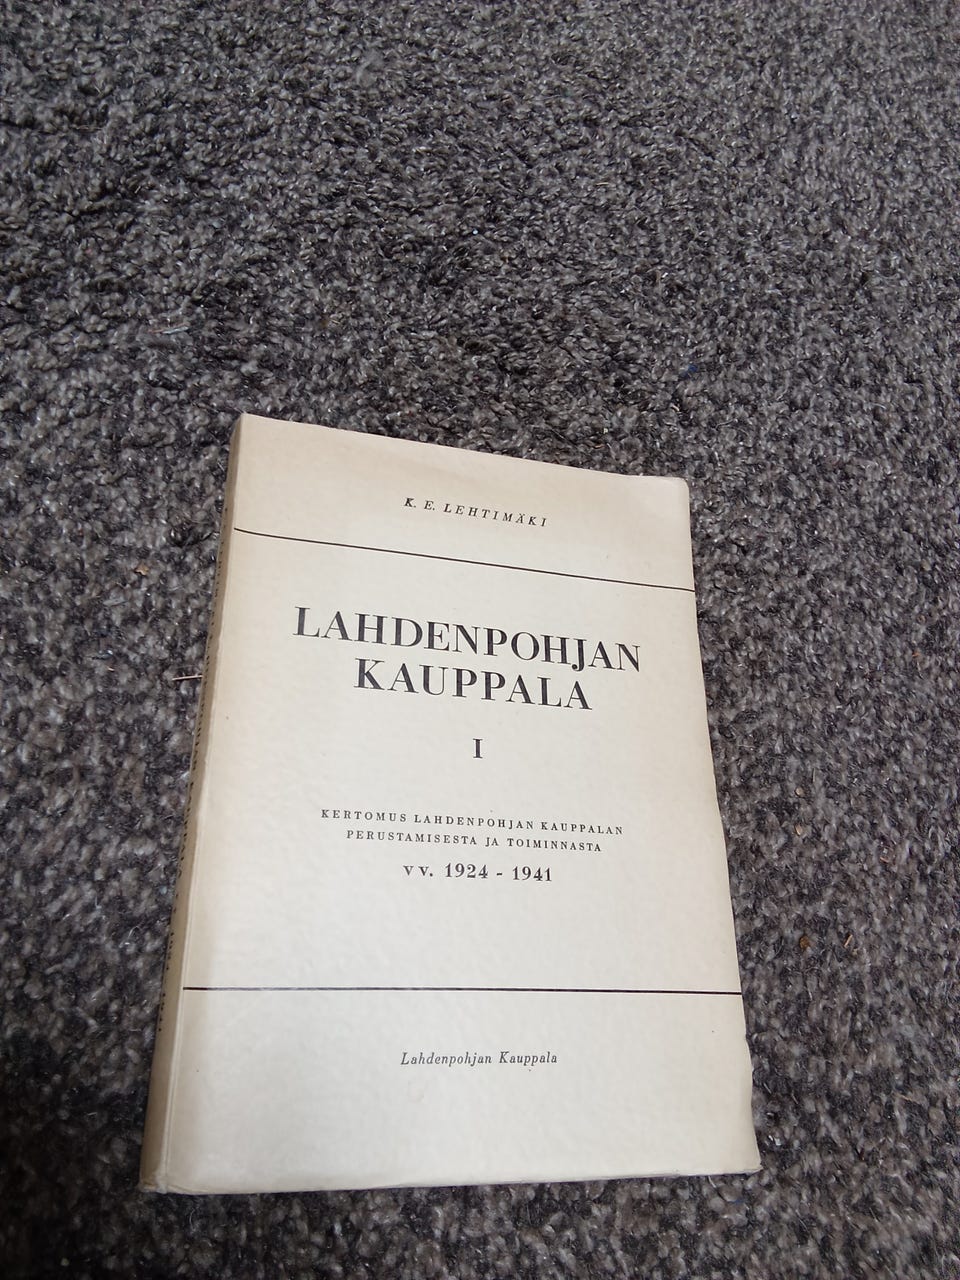 K. E. LEHTIMÄKI
LAHDENPOHJAN
KAUPPALA
I
KERTOMUS LAHDENPOHJAN KAUPPALAN
PERUSTAMISESTA JA TOIMINNASTA
vv. 1924 - 1941
Lahdenpohjan Kauppala